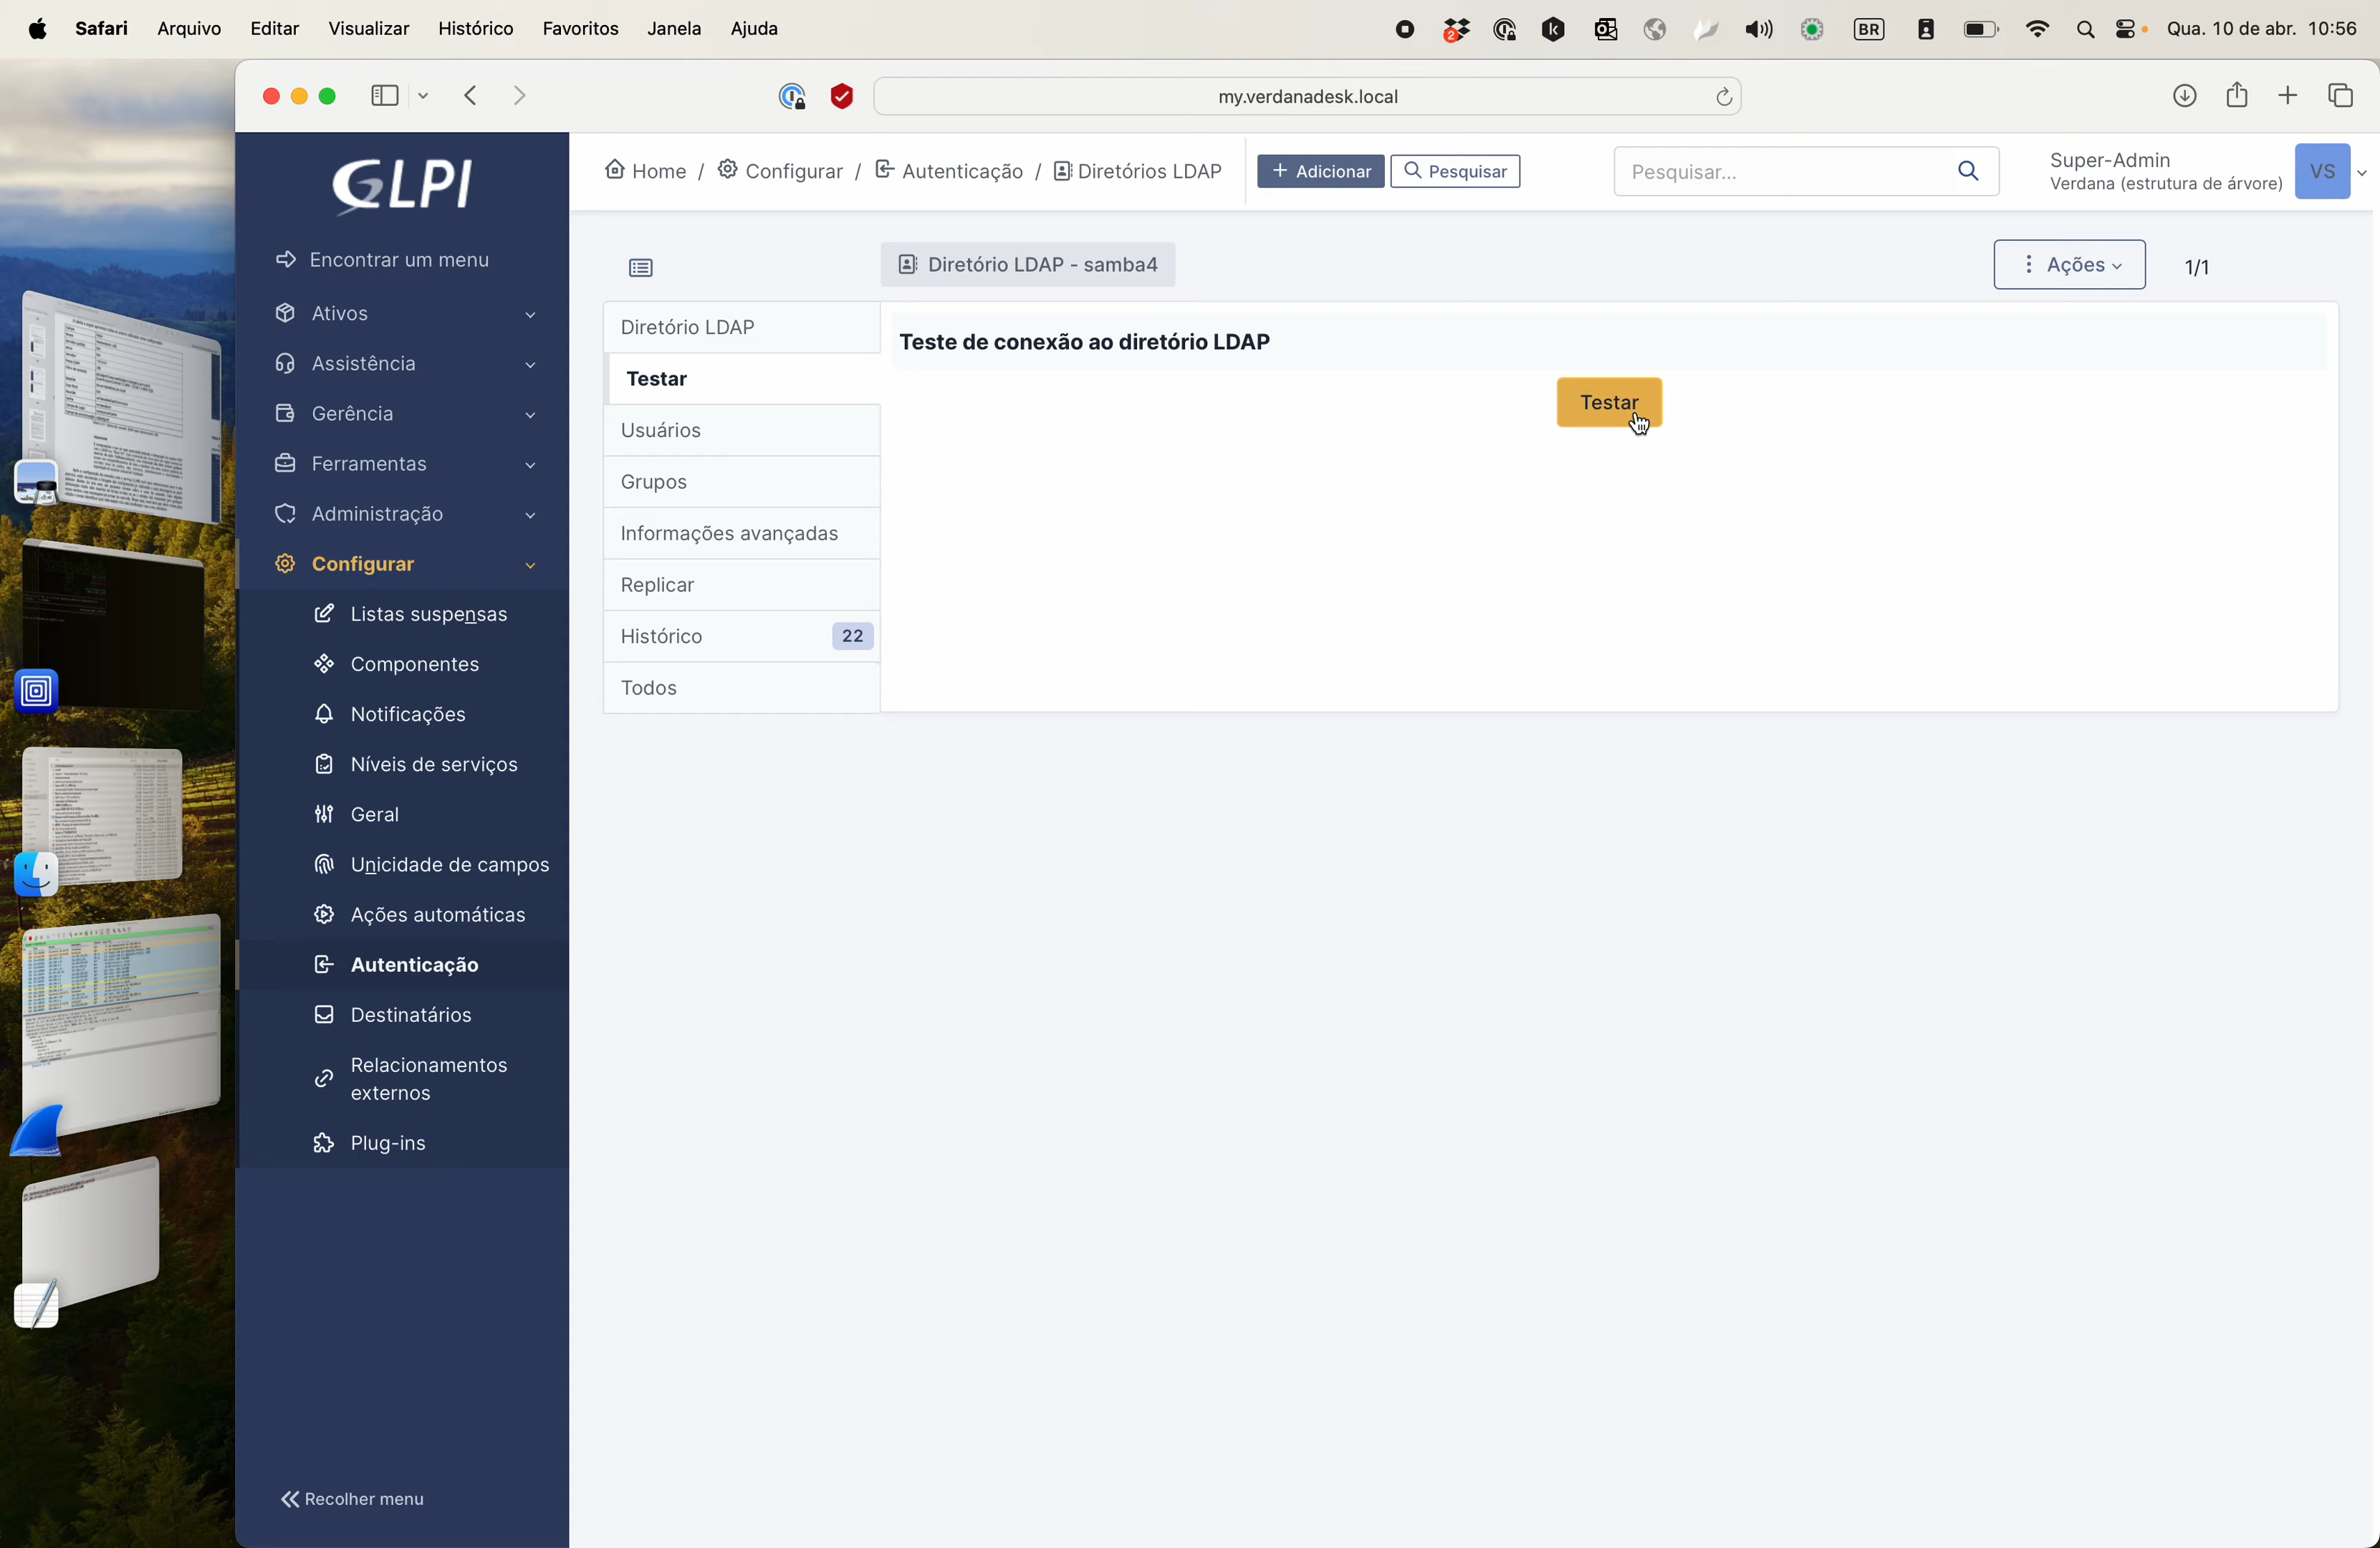 Safari Arquivo Editar Visualizar Histórico Favoritos Janela Ajuda
2 BR Qua. 10 de abr. 10:56
my.verdanadesk.local
GLPI
Encontrar um menu
Ativos
Assistência
Gerência
Ferramentas
Administração
Configurar
Listas suspensas
Componentes
Notificações
Níveis de serviços
Geral
Unicidade de campos
Ações automáticas
Autenticação
Destinatários
Relacionamentos
externos
Plug-ins
Recolher menu
Home / Configurar / Autenticação / Diretórios LDAP
+ Adicionar Pesquisar
Pesquisar...
Super-Admin
Verdana (estrutura de árvore)
VS
Diretório LDAP - samba4
Ações
1/1
Diretório LDAP
Testar
Usuários
Grupos
Informações avançadas
Replicar
Histórico 22
Todos
Teste de conexão ao diretório LDAP
Testar